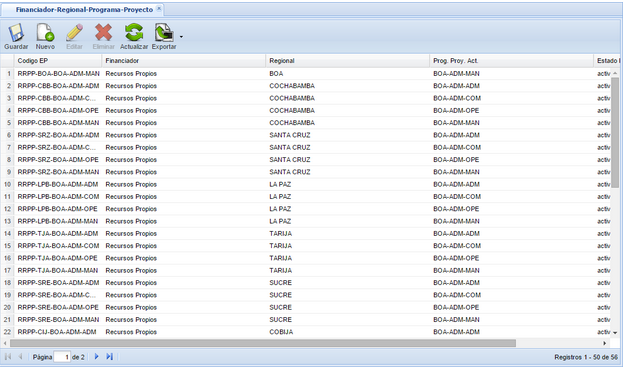 Financiador-Regional-Programa-Proyecto
Guardar Nuevo Editar Eliminar Actualizar Exportar
Codigo EP Financiador Regional Prog. Proy. Act. Estado
1 RRPP-BOA-BOA-ADM-MAN Recursos Propios BOA BOA-ADM-MAN activ
2 RRPP-CBB-BOA-ADM-ADM Recursos Propios COCHABAMBA BOA-ADM-ADM activ
3 RRPP-CBB-BOA-ADM-C... Recursos Propios COCHABAMBA BOA-ADM-COM activ
4 RRPP-CBB-BOA-ADM-OPE Recursos Propios COCHABAMBA BOA-ADM-OPE activ
5 RRPP-CBB-BOA-ADM-MAN Recursos Propios COCHABAMBA BOA-ADM-MAN activ
6 RRPP-SRZ-BOA-ADM-ADM Recursos Propios SANTA CRUZ BOA-ADM-ADM activ
7 RRPP-SRZ-BOA-ADM-C... Recursos Propios SANTA CRUZ BOA-ADM-COM activ
8 RRPP-SRZ-BOA-ADM-OPE Recursos Propios SANTA CRUZ BOA-ADM-OPE activ
9 RRPP-SRZ-BOA-ADM-MAN Recursos Propios SANTA CRUZ BOA-ADM-MAN activ
10 RRPP-LPB-BOA-ADM-ADM Recursos Propios LA PAZ BOA-ADM-ADM activ
11 RRPP-LPB-BOA-ADM-COM Recursos Propios LA PAZ BOA-ADM-COM activ
12 RRPP-LPB-BOA-ADM-OPE Recursos Propios LA PAZ BOA-ADM-OPE activ
13 RRPP-LPB-BOA-ADM-MAN Recursos Propios LA PAZ BOA-ADM-MAN activ
14 RRPP-TJA-BOA-ADM-ADM Recursos Propios TARIJA BOA-ADM-ADM activ
15 RRPP-TJA-BOA-ADM-COM Recursos Propios TARIJA BOA-ADM-COM activ
16 RRPP-TJA-BOA-ADM-OPE Recursos Propios TARIJA BOA-ADM-OPE activ
17 RRPP-TJA-BOA-ADM-MAN Recursos Propios TARIJA BOA-ADM-MAN activ
18 RRPP-SRE-BOA-ADM-ADM Recursos Propios SUCRE BOA-ADM-ADM activ
19 RRPP-SRE-BOA-ADM-C... Recursos Propios SUCRE BOA-ADM-COM activ
20 RRPP-SRE-BOA-ADM-OPE Recursos Propios SUCRE BOA-ADM-OPE activ
21 RRPP-SRE-BOA-ADM-MAN Recursos Propios SUCRE BOA-ADM-MAN activ
22 RRPP-CIJ-BOA-ADM-ADM Recursos Propios COBIJA BOA-ADM-ADM activ
Página 1 de 2 Registros 1 - 50 de 56